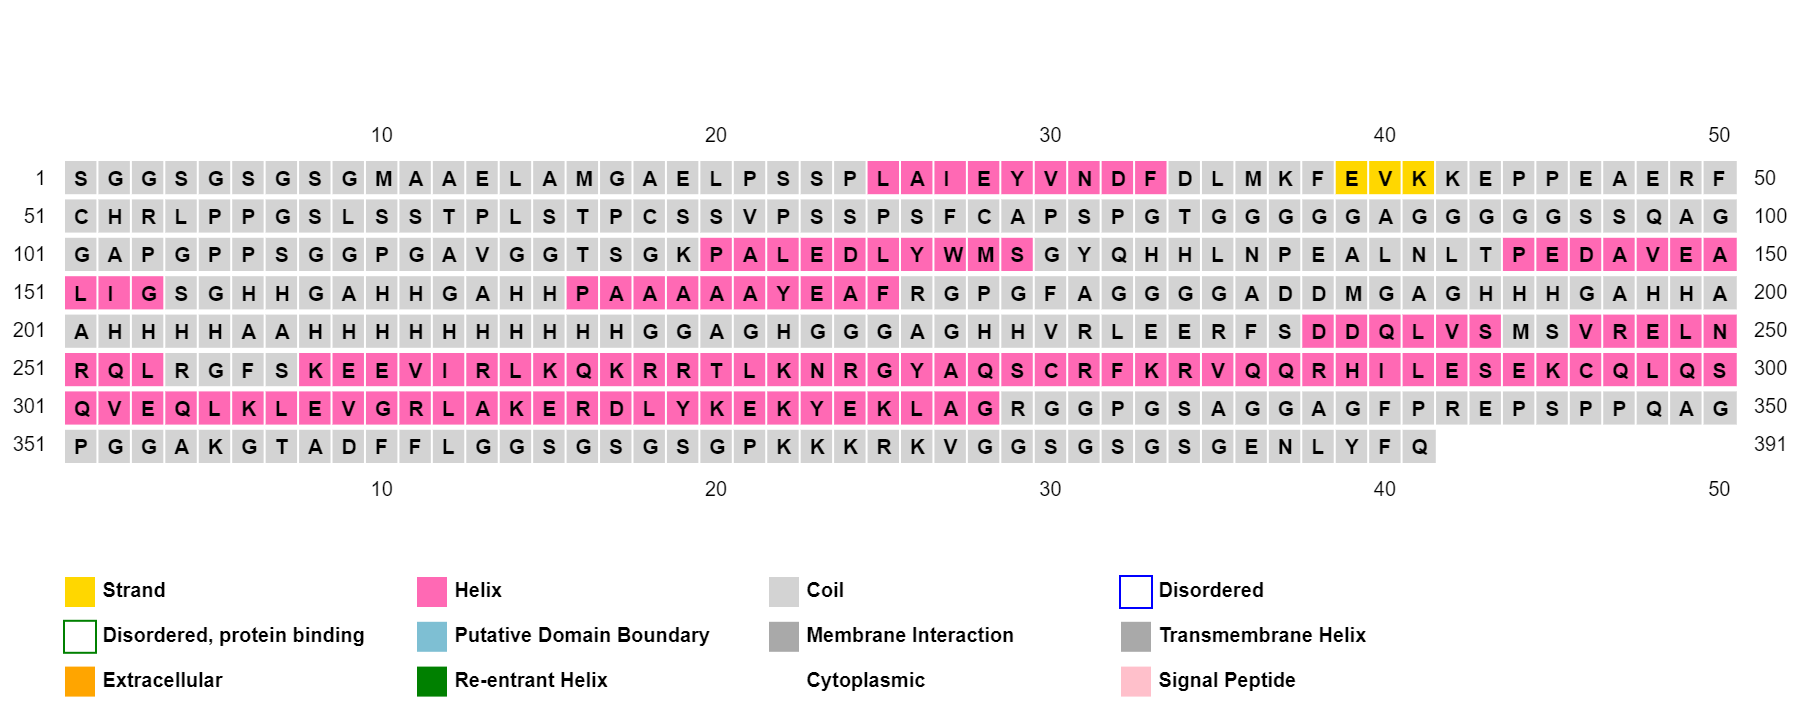 10 20 30 40 50
1 S G G S G S G S G M A A E L A M G A E L P S S P L A I E Y V N D F D L M K F E V K K E P P E A E R F 50
51 C H R L P P G S L S S T P L S T P C S S V P S S P S F C A P S P G T G G G G G A G G G G G S S Q A G 100
101 G A P G P P S G G P G A V G G T S G K P A L E D L Y W M S G Y Q H H L N P E A L N L T P E D A V E A 150
151 L I G S G H H G A H H G A H H P A A A A A Y E A F R G P G F A G G G G A D D M G A G H H H G A H H A 200
201 A H H H H A A H H H H H H H H H H G G A G H G G G A G H H V R L E E R F S D D Q L V S M S V R E L N 250
251 R Q L R G F S K E E V I R L K Q K R R T L K N R G Y A Q S C R F K R V Q Q R H I L E S E K C Q L Q S 300
301 Q V E Q L K L E V G R L A K E R D L Y K E K Y E K L A G R G G P G S A G G A G F P R E P S P P Q A G 350
351 P G G A K G T A D F F L G G S G S G S G P K K K R K V G G S G S G S G E N L Y F Q 391
10 20 30 40 50
Strand Helix Coil Disordered
Disordered, protein binding Putative Domain Boundary Membrane Interaction Transmembrane Helix
Extracellular Re-entrant Helix Cytoplasmic Signal Peptide